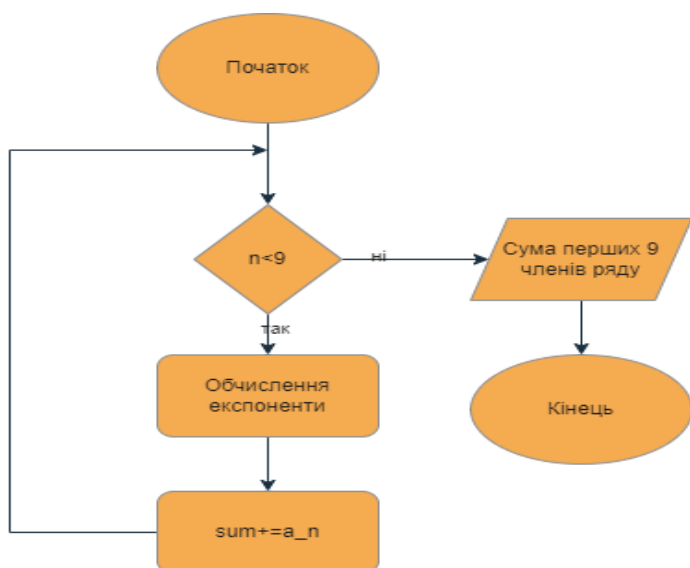 Початок
n<9
ні
Сума перших 9
членів ряду
так
Обчислення
експоненти
Кінець
sum+=a_n